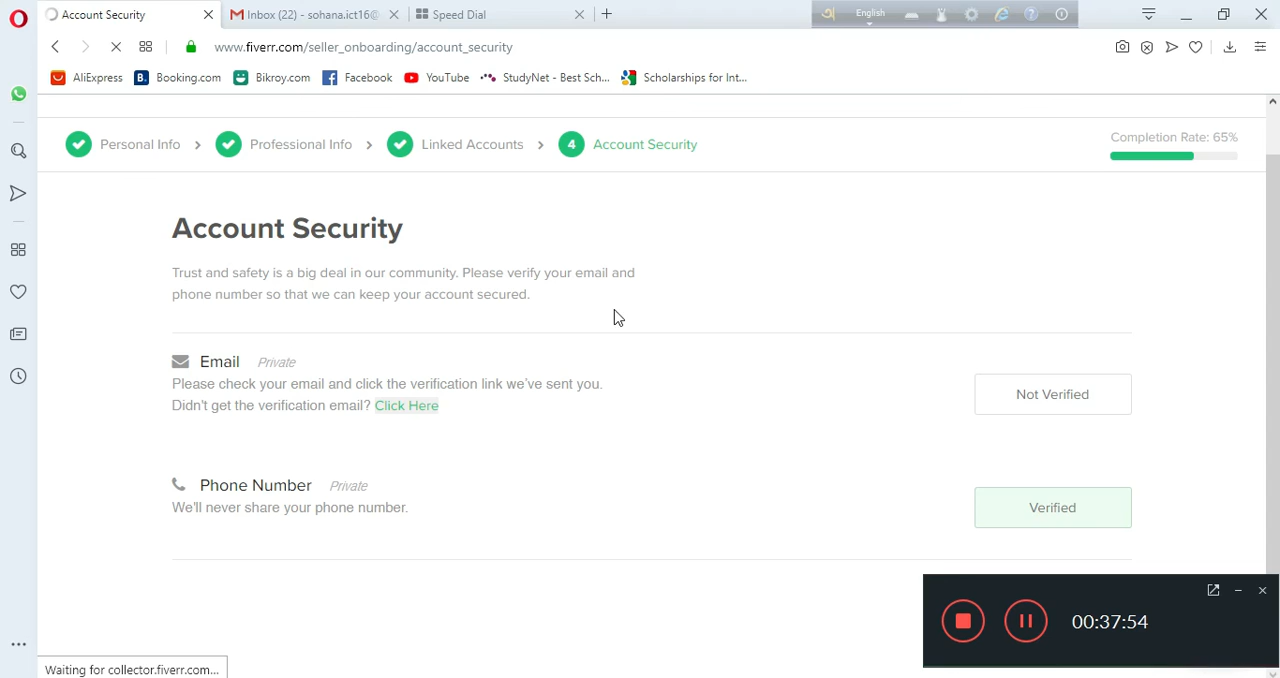 Account Security
Inbox (22) - sohana.ict16@
Speed Dial
English
www.fiverr.com/seller_onboarding/account_security
AliExpress
Booking.com
Bikroy.com
Facebook
YouTube
StudyNet - Best Sch...
Scholarships for Int...
Personal Info
Professional Info
Linked Accounts
4 Account Security
Completion Rate: 65%
Account Security
Trust and safety is a big deal in our community. Please verify your email and
phone number so that we can keep your account secured.
Email Private
Please check your email and click the verification link we've sent you.
Didn't get the verification email? Click Here
Not Verified
Phone Number Private
We'll never share your phone number.
Verified
00:37:54
Waiting for collector.fiverr.com...